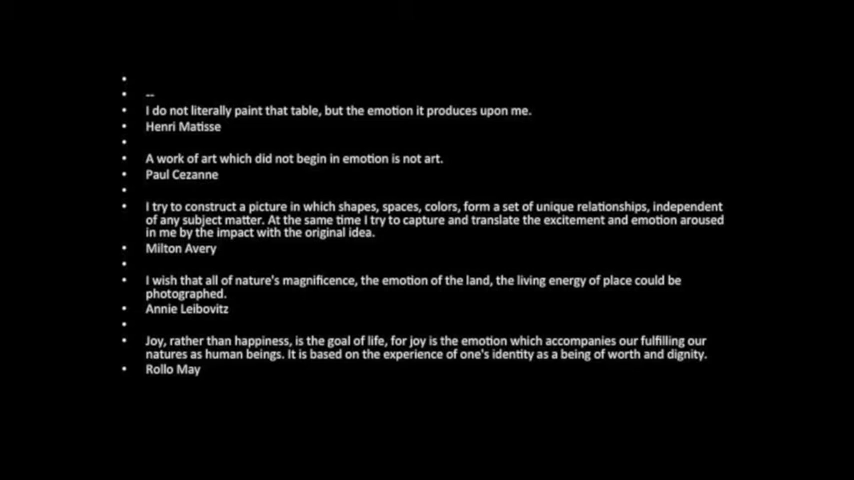 --
I do not literally paint that table, but the emotion it produces upon me.
Henri Matisse
A work of art which did not begin in emotion is not art.
Paul Cezanne
I try to construct a picture in which shapes, spaces, colors, form a set of unique relationships, independent
of any subject matter. At the same time I try to capture and translate the excitement and emotion aroused
in me by the impact with the original idea.
Milton Avery
I wish that all of nature's magnificence, the emotion of the land, the living energy of place could be
photographed.
Annie Leibovitz
Joy, rather than happiness, is the goal of life, for joy is the emotion which accompanies our fulfilling our
natures as human beings. It is based on the experience of one's identity as a being of worth and dignity.
Rollo May